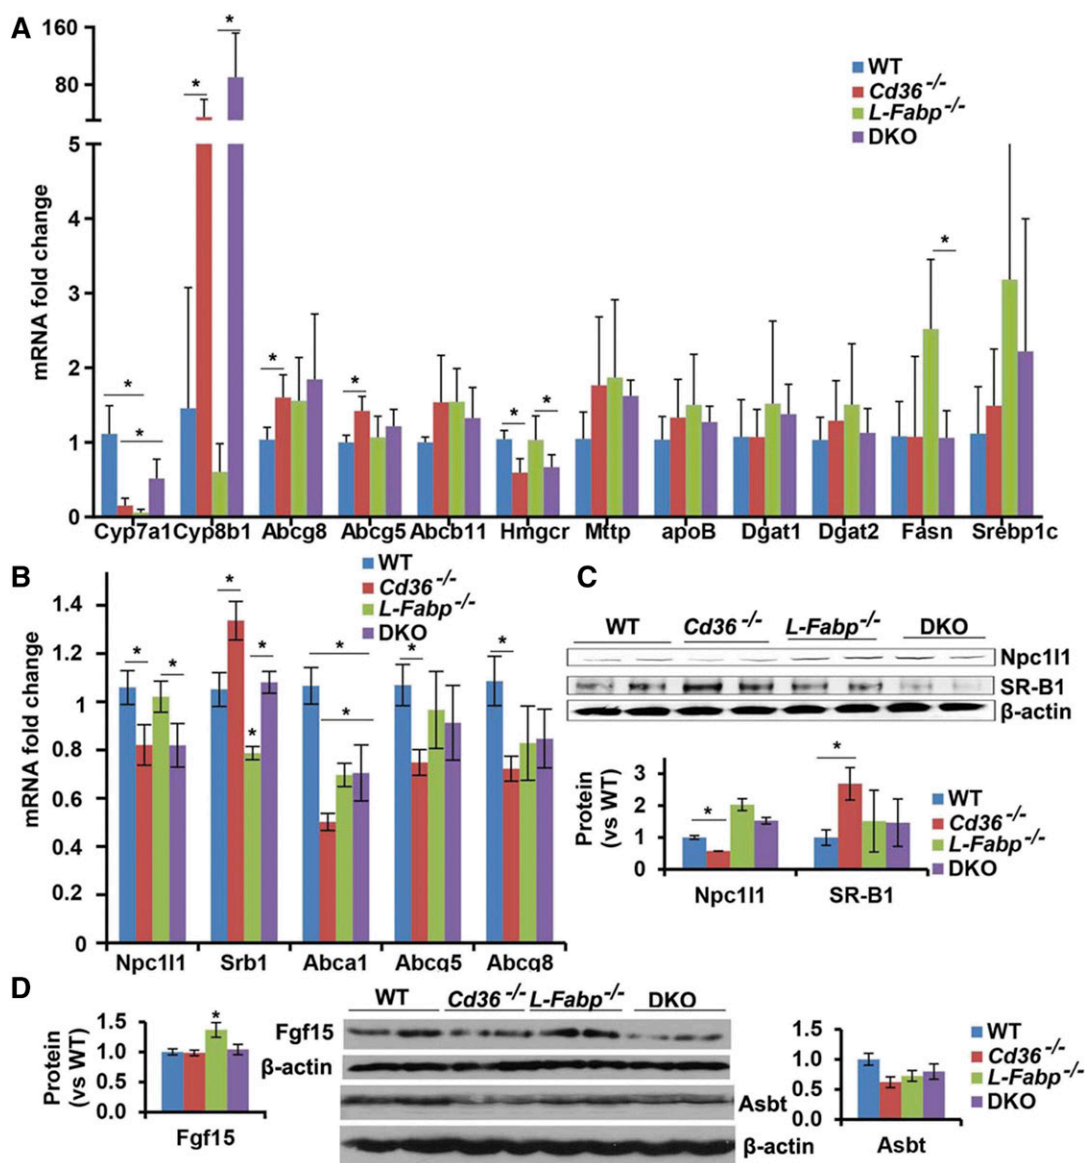 A
160
80
5
4
3
2
1
0
mRNA fold change
* * * * * * * * *
WT
Cd36 -/-
L-Fabp -/-
DKO
Cyp7a1 Cyp8b1 Abcg8 Abcg5 Abcb11 Hmgcr Mttp apoB Dgat1 Dgat2 Fasn Srebp1c
B
1.4
1.2
1
0.8
0.6
0.4
0.2
0
mRNA fold change
* * * * * * * * *
WT
Cd36 -/-
L-Fabp -/-
DKO
Npc1l1 Srb1 Abca1 Abcg5 Abcg8
C
WT Cd36 -/- L-Fabp -/- DKO
Npc1l1
SR-B1
β-actin
3
2
1
0
Protein
(vs WT)
* *
WT
Cd36 -/-
L-Fabp -/-
DKO
Npc1l1 SR-B1
D
1.5
1.0
0.5
0.0
Protein
(vs WT)
*
Fgf15
WT Cd36 -/- L-Fabp -/- DKO
Fgf15
β-actin
Asbt
β-actin
1.5
1.0
0.5
0.0
Asbt
WT
Cd36 -/-
L-Fabp -/-
DKO